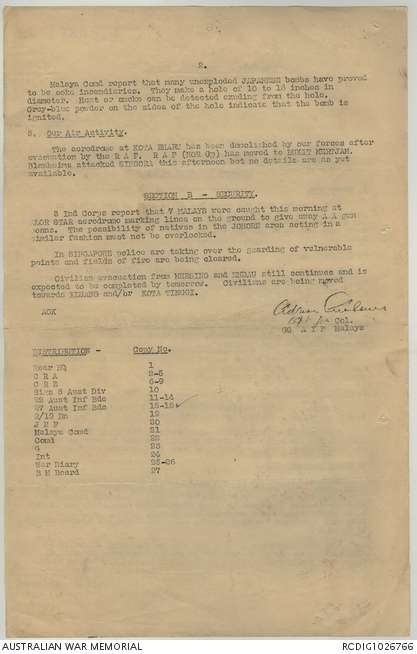 2.
Malaya Comd report that many unexploded JAPANESE bombs have proved
to be coke incendiaries. They make a hole of 10 to 18 inches in
diameter. Heat or smoke can be detected exuding from the hole.
Grey-blue powder on the sides of the hole indicate that the bomb is
ignited.
5. Our Air Activity.
The aerodrome at KOTA BHARU has been demolished by our forces after
evacuation by the R A F. R A F (NOR GP) has moved to BUKIT
Blenheims attacked SINGORA this afternoon but no details are as yet
available.
SECTION B - SECURITY.
3 Ind Corps report that 7 MALAYS were caught this morning at
ALOR STAR aerodrome marking lines on the ground to give away A A gun
posns. The possibility of natives in the JOHORE area acting in a
similar fashion must not be overlooked.
In SINGAPORE police are taking over the guarding of vulnerable
points and fields of fire are being cleared.
Civilian evacuation from MERSING and ENDAU still continues and is
expected to be completed by tomorrow. Civilians are being moved
towards KLUANG and/or KOTA TINGGI.
ACK
Col.
GS A I F Malaya
DISTRIBUTION - Copy No.
Rear HQ 1
C R A 2-5
C R E 6-9
Sigs 8 Aust Div 10
22 Aust Inf Bde 11-14
27 Aust Inf Bde 15-18
2/10 Bn 19
J M F 20
Malaya Comd 21
Comd 22
G 23
Int 24
War Diary 25-26
B M Board 27
AUSTRALIAN WAR MEMORIAL
RCDIG1026766